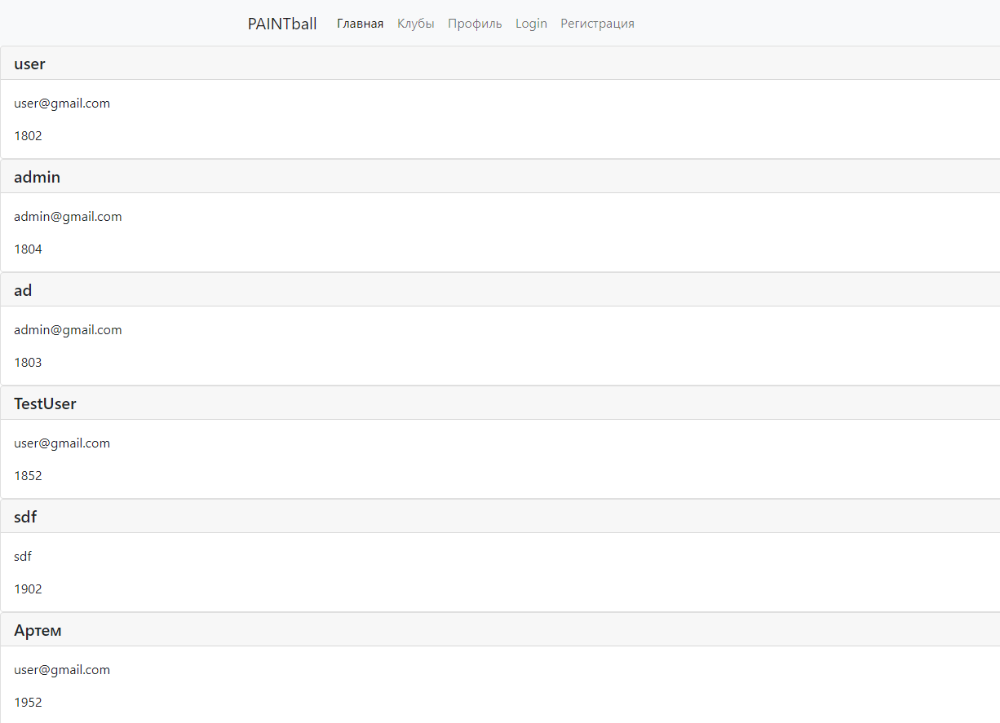 PAINTball Главная Клубы Профиль Login Регистрация
user
user@gmail.com
1802
admin
admin@gmail.com
1804
ad
admin@gmail.com
1803
TestUser
user@gmail.com
1852
sdf
sdf
1902
Артем
user@gmail.com
1952